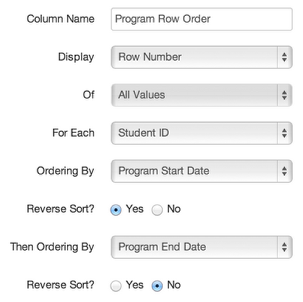 Column Name Program Row Order
Display Row Number
Of All Values
For Each Student ID
Ordering By Program Start Date
Reverse Sort? Yes No
Then Ordering By Program End Date
Reverse Sort? Yes No